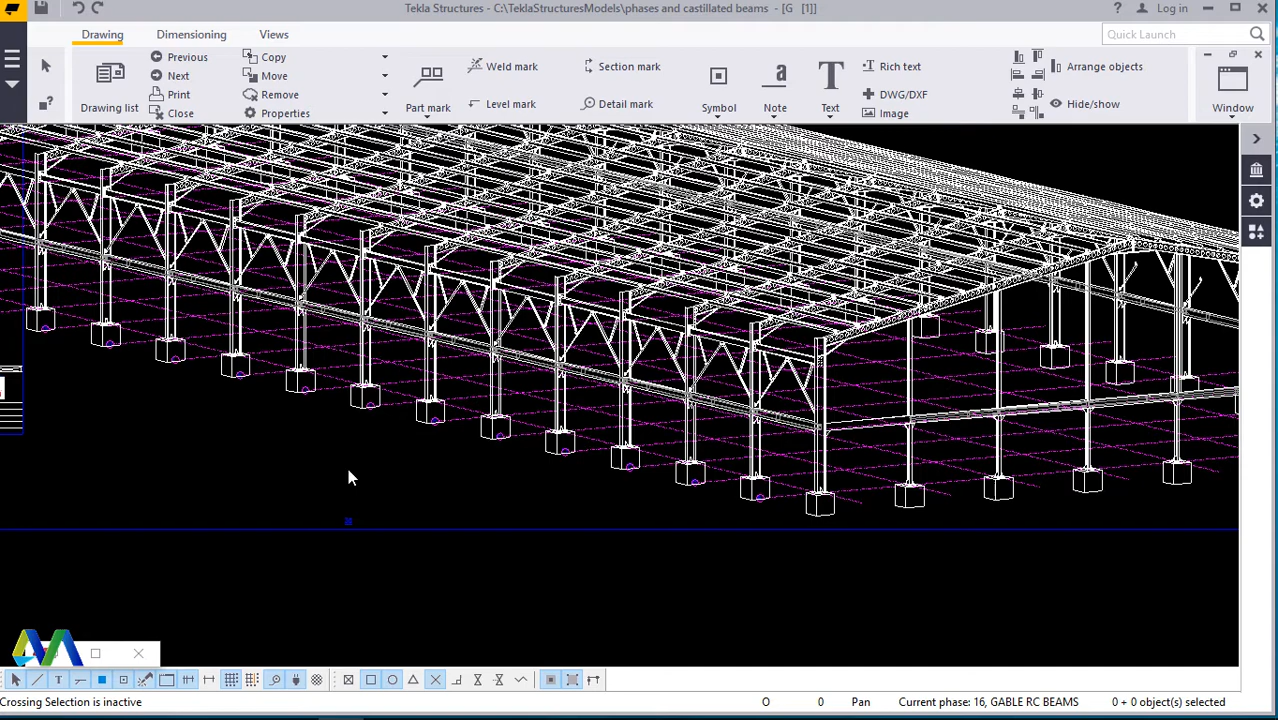 Tekla Structures - C:\TeklaStructuresModels\phases and castillated beams - [G [1]]
? Log in
Drawing Dimensioning Views Quick Launch
Previous Copy Weld mark Section mark Rich text Arrange objects
Next Move
Print Remove Level mark Detail mark DWG/DXF Hide/show
Drawing list Part mark Symbol Note A Text Window
Close Properties Image
Crossing Selection is inactive O 0 Pan Current phase: 16, GABLE RC BEAMS 0 + 0 object(s) selected